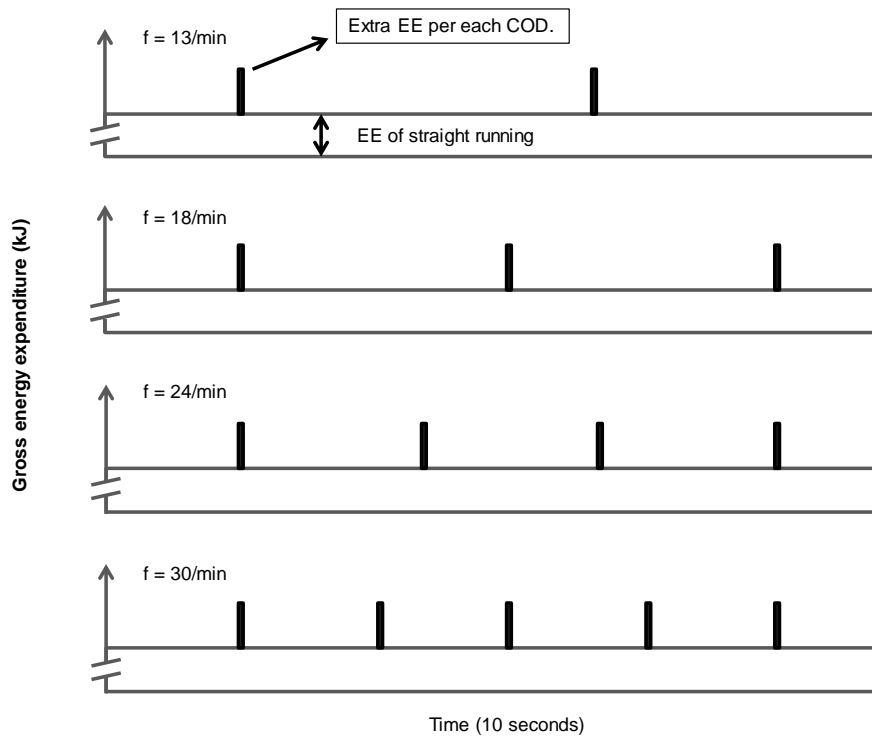 Extra EE per each COD.
f = 13/min
EE of straight running
f = 18/min
Gross energy expenditure (kJ)
f = 24/min
f = 30/min
Time (10 seconds)